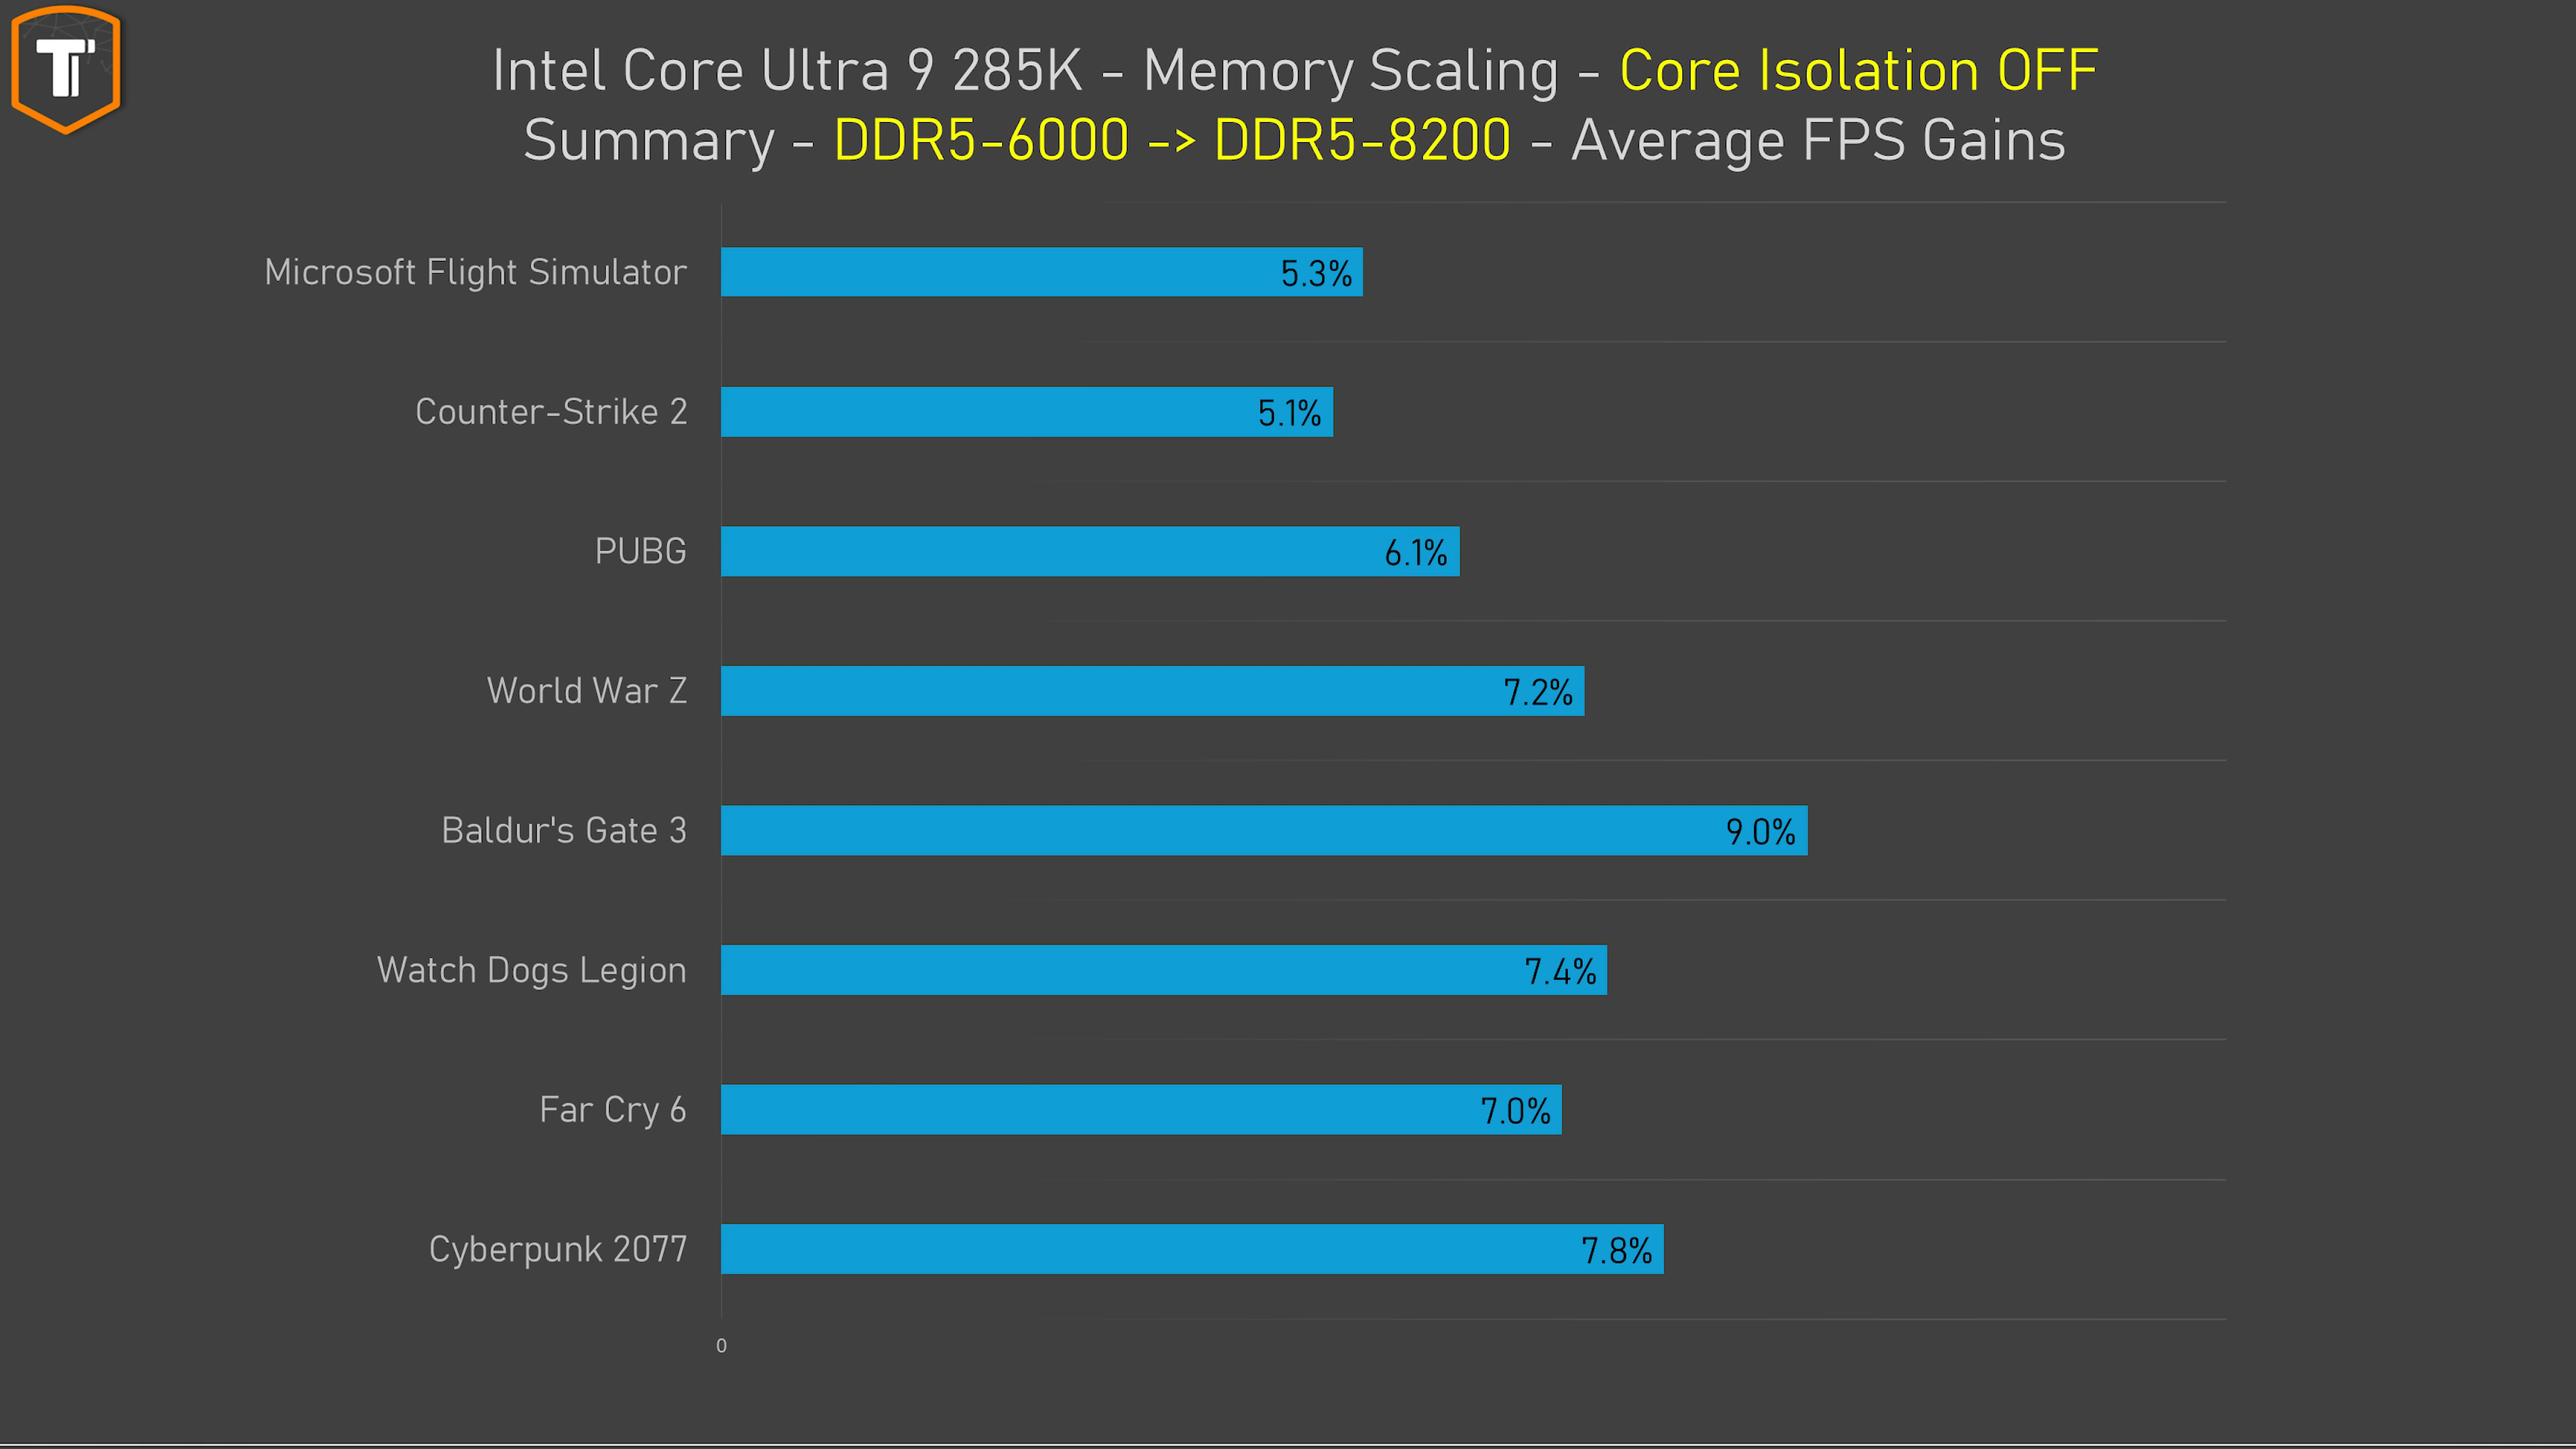 Intel Core Ultra 9 285K - Memory Scaling - Core Isolation OFF
Summary - DDR5-6000 -> DDR5-8200 - Average FPS Gains
Microsoft Flight Simulator 5.3%
Counter-Strike 2 5.1%
PUBG 6.1%
World War Z 7.2%
Baldur's Gate 3 9.0%
Watch Dogs Legion 7.4%
Far Cry 6 7.0%
Cyberpunk 2077 7.8%
0